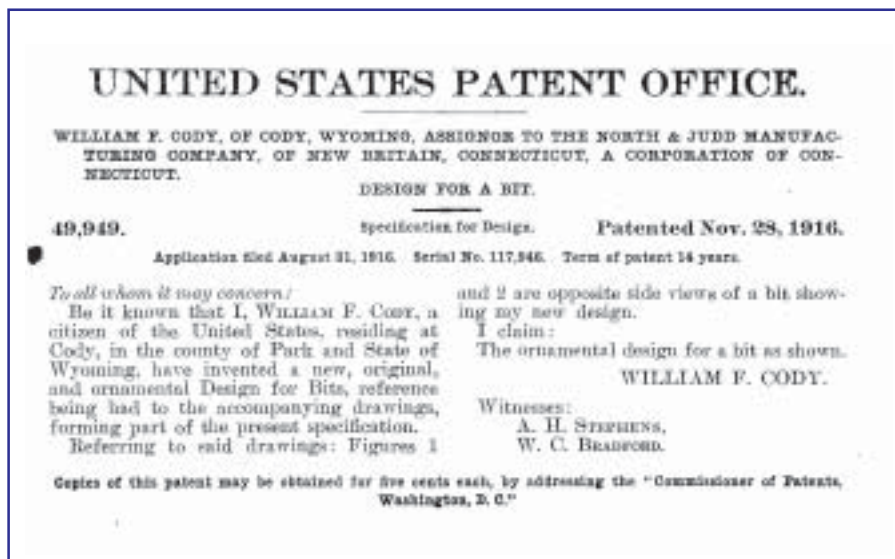 UNITED STATES PATENT OFFICE.
WILLIAM F. CODY, OF CODY, WYOMING, ASSIGNOR TO THE NORTH & JUDD MANUFAC-
TURING COMPANY, OF NEW BRITAIN, CONNECTICUT, A CORPORATION OF CON-
NECTICUT.
DESIGN FOR A BIT.
49,949. Specification for Design. Patented Nov. 28, 1916.
Application filed August 31, 1916. Serial No. 117,946. Term of patent 14 years.
To all whom it may concern:
Be it known that I, WILLIAM F. CODY, a
citizen of the United States, residing at
Cody, in the county of Park and State of
Wyoming, have invented a new, original,
and ornamental Design for Bits, reference
being had to the accompanying drawings,
forming part of the present specification.
Referring to said drawings: Figures 1
and 2 are opposite side views of a bit show-
ing my new design.
I claim:
The ornamental design for a bit as shown.
WILLIAM F. CODY.
Witnesses:
A. H. STEPHENS,
W. C. BRADFORD.
Copies of this patent may be obtained for five cents each, by addressing the "Commissioner of Patents,
Washington, D. C."